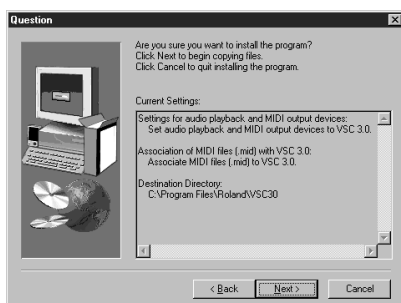 Question
Are you sure you want to install the program?
Click Next to begin copying files.
Click Cancel to quit installing the program.
Current Settings:
Settings for audio playback and MIDI output devices:
Set audio playback and MIDI output devices to VSC 3.0.
Association of MIDI files (.mid) with VSC 3.0:
Associate MIDI files (.mid) to VSC 3.0.
Destination Directory:
C:\Program Files\Roland\VSC30
< Back Next > Cancel